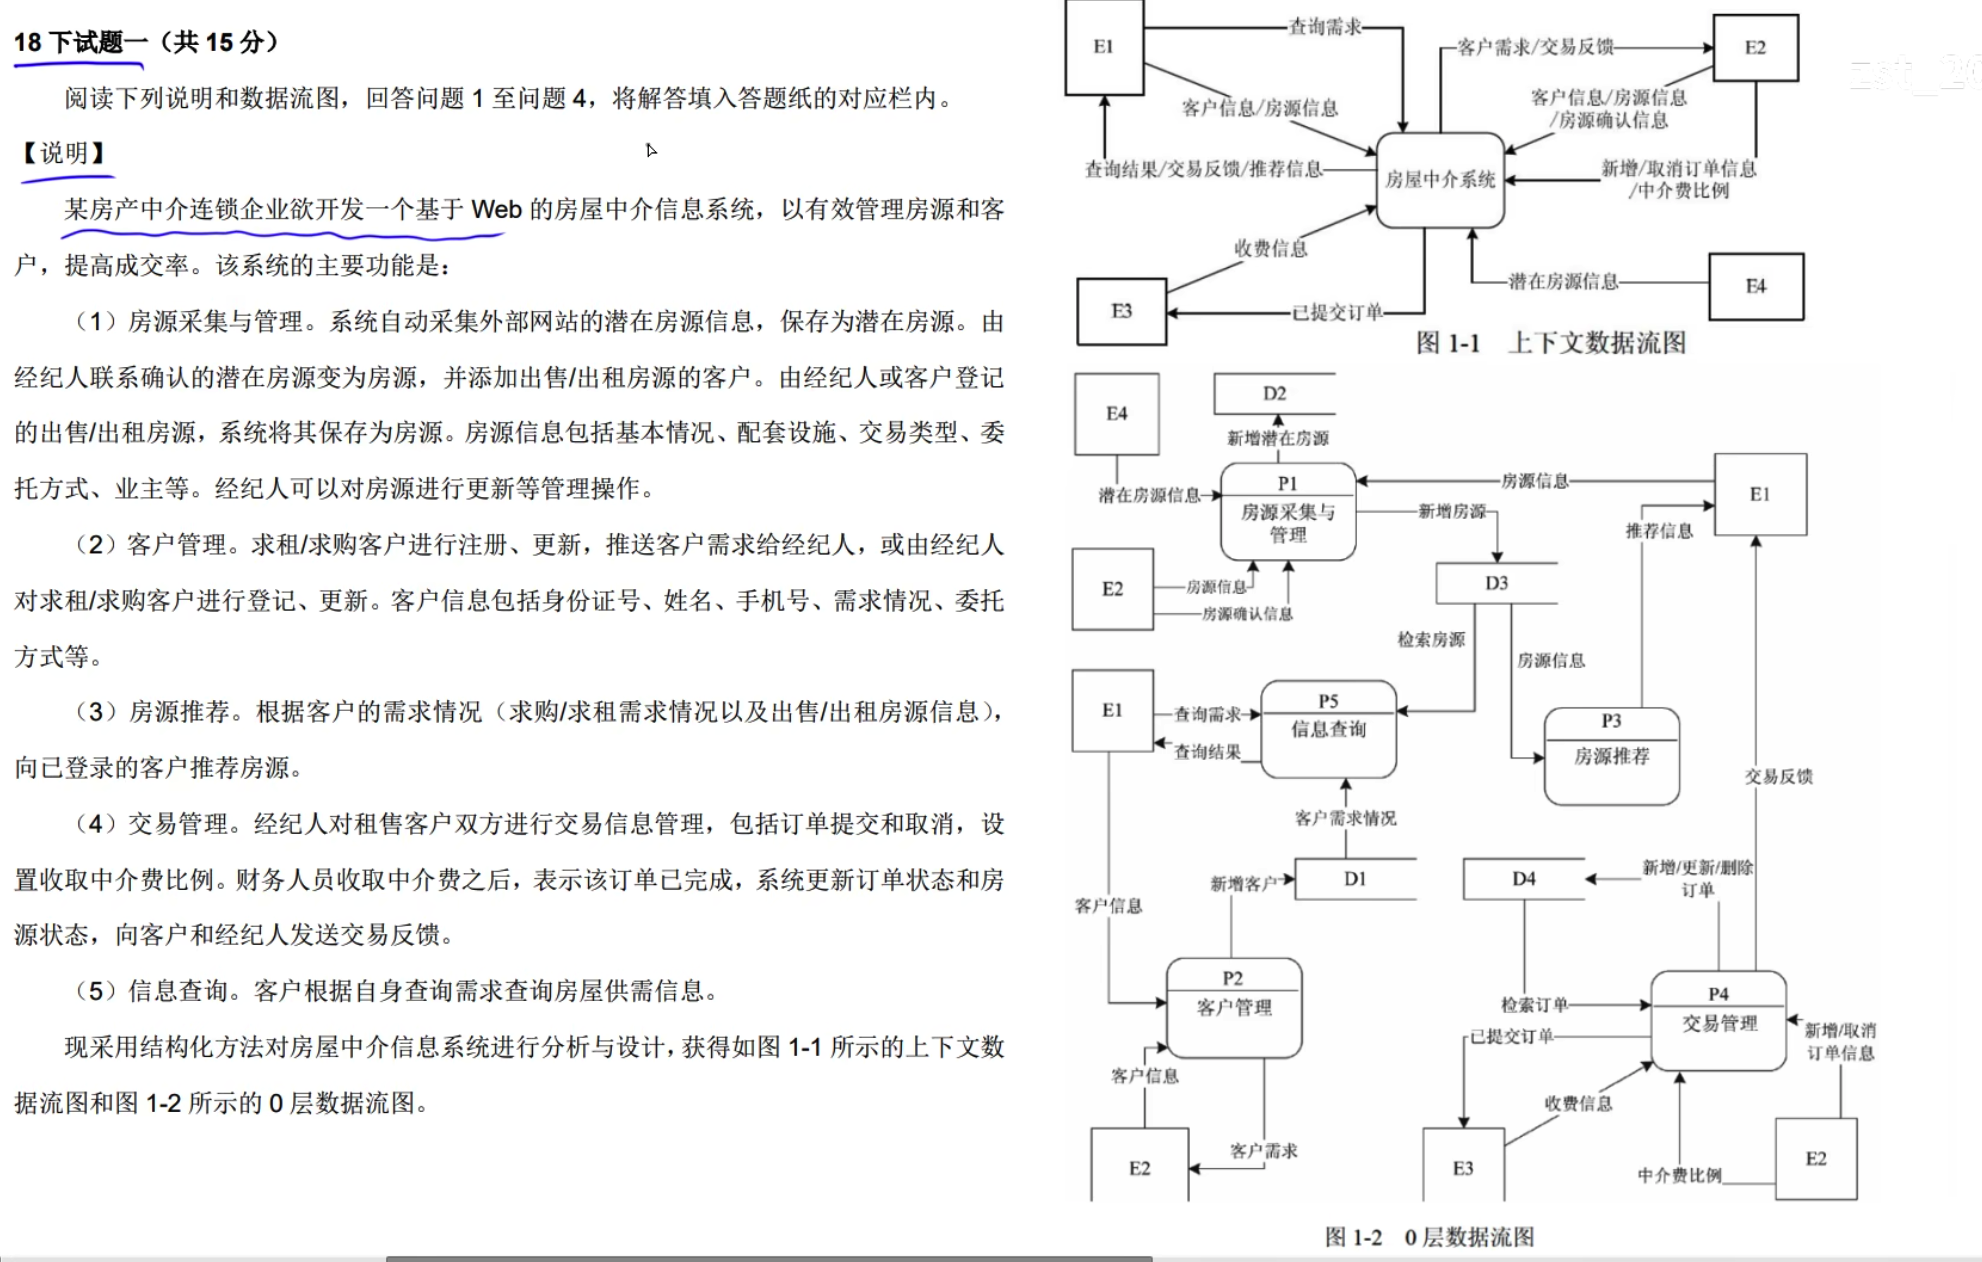 18 下试题一（共 15 分）
阅读下列说明和数据流图，回答问题 1 至问题 4，将解答填入答题纸的对应栏内。
【说明】
某房产中介连锁企业欲开发一个基于 Web 的房屋中介信息系统，以有效管理房源和客
户，提高成交率。该系统的主要功能是：
（1）房源采集与管理。系统自动采集外部网站的潜在房源信息，保存为潜在房源。由
经纪人联系确认的潜在房源变为房源，并添加出售/出租房源的客户。由经纪人或客户登记
的出售/出租房源，系统将其保存为房源。房源信息包括基本情况、配套设施、交易类型、委
托方式、业主等。经纪人可以对房源进行更新等管理操作。
（2）客户管理。求租/求购客户进行注册、更新，推送客户需求给经纪人，或由经纪人
对求租/求购客户进行登记、更新。客户信息包括身份证号、姓名、手机号、需求情况、委托
方式等。
（3）房源推荐。根据客户的需求情况（求购/求租需求情况以及出售/出租房源信息），
向已登录的客户推荐房源。
（4）交易管理。经纪人对租售客户双方进行交易信息管理，包括订单提交和取消，设
置收取中介费比例。财务人员收取中介费之后，表示该订单已完成，系统更新订单状态和房
源状态，向客户和经纪人发送交易反馈。
（5）信息查询。客户根据自身查询需求查询房屋供需信息。
现采用结构化方法对房屋中介信息系统进行分析与设计，获得如图 1-1 所示的上下文数
据流图和图 1-2 所示的 0 层数据流图。
E1
查询需求
客户需求/交易反馈
E2
客户信息/房源信息
客户信息/房源信息
/房源确认信息
查询结果/交易反馈/推荐信息
房屋中介系统
新增/取消订单信息
/中介费比例
收费信息
E3
已提交订单
潜在房源信息
E4
图 1-1 上下文数据流图
E4
D2
新增潜在房源
潜在房源信息
P1
房源采集与
管理
房源信息
E1
新增房源
推荐信息
E2
房源信息
房源确认信息
D3
检索房源
房源信息
E1
查询需求
查询结果
P5
信息查询
P3
房源推荐
交易反馈
客户需求情况
新增客户
D1
D4
新增/更新/删除
订单
客户信息
P2
客户管理
检索订单
已提交订单
P4
交易管理
新增/取消
订单信息
客户信息
收费信息
E2
客户需求
E3
中介费比例
E2
图 1-2 0 层数据流图